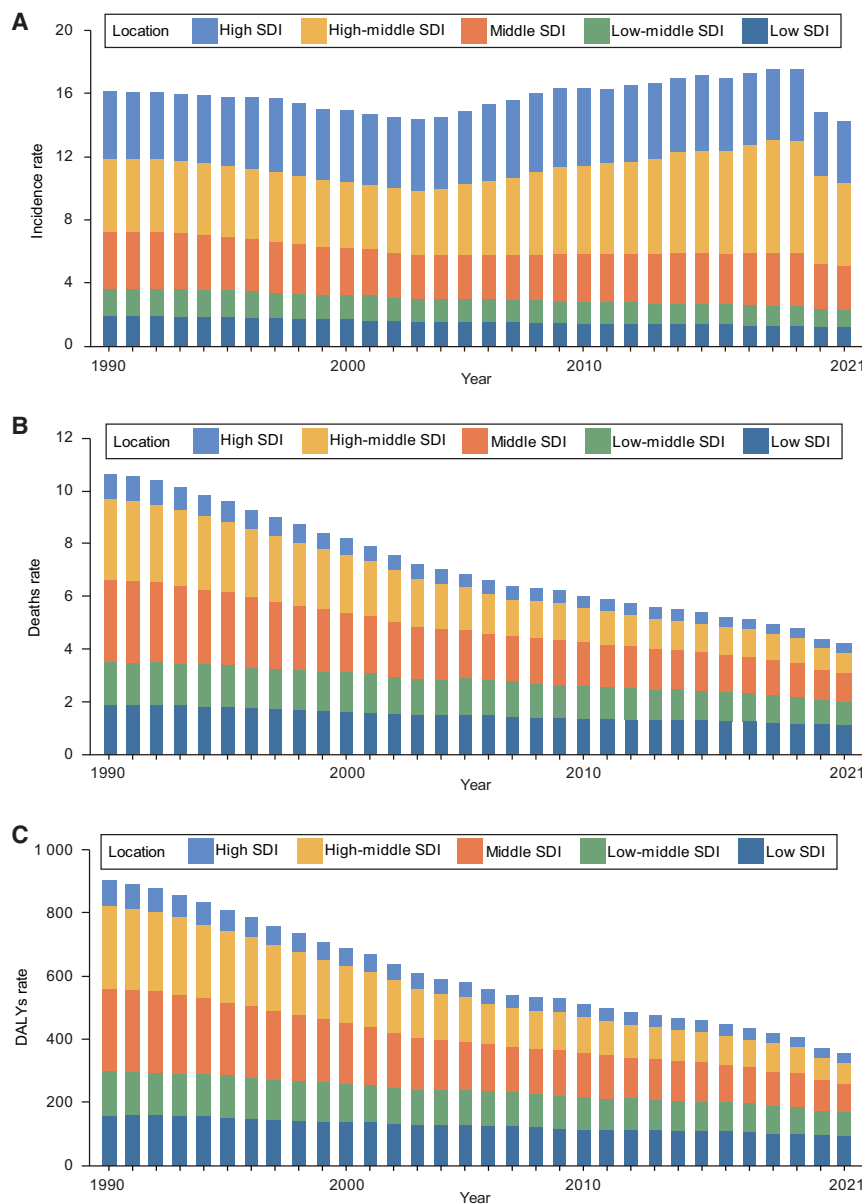 A
Location High SDI High-middle SDI Middle SDI Low-middle SDI Low SDI
20
16
12
8
4
0
Incidence rate
1990 2000 2010 2021
Year
B
Location High SDI High-middle SDI Middle SDI Low-middle SDI Low SDI
12
10
8
6
4
2
0
Deaths rate
1990 2000 2010 2021
Year
C
Location High SDI High-middle SDI Middle SDI Low-middle SDI Low SDI
1 000
800
600
400
200
0
DALYs rate
1990 2000 2010 2021
Year